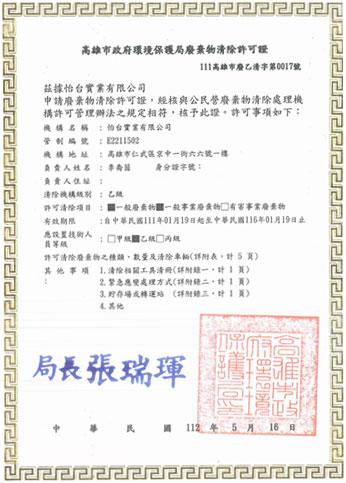 高雄市政府環境保護局廢棄物清除許可證
111高雄市廢乙清字第0017號
茲據怡台實業有限公司
申請廢棄物清除許可證，經核與公民營廢棄物清除處理機
構許可管理辦法之規定相符，核予此證。許可事項如下：
機構名稱：怡台實業有限公司
管制編號：E2211502
機構地址：高雄市仁武區京中一街六六號一樓
負責人姓名：李喬茵 身分證字號：
負責人住址：
清除機構級別：乙級
許可清除項目：■一般廢棄物■一般事業廢棄物□有害事業廢棄物
有效期限：自中華民國111年01月19日起至中華民國116年01月19日止
應設置技術人員等級：□甲級■乙級□丙級
許可清除廢棄物之種類、數量及清除車輛(詳附表，計 5 頁)
其他事項：1.清除相關工具清冊(詳附錄一，計 1 頁)
2.緊急應變處理方式(詳附錄二，計 1 頁)
3.貯存場或轉運站 (詳附錄三，計 1 頁)
4.其他
局長張瑞琿
高雄市政府環境保護局
中華民國 112 年 5 月 16 日